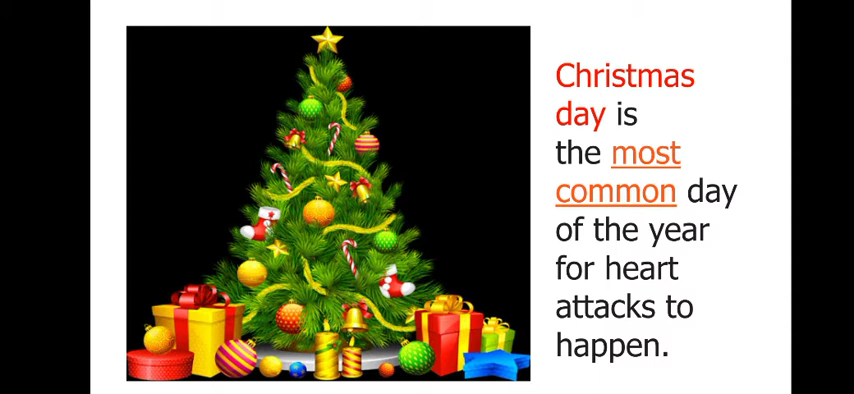 Christmas
day is
the most
common day
of the year
for heart
attacks to
happen.